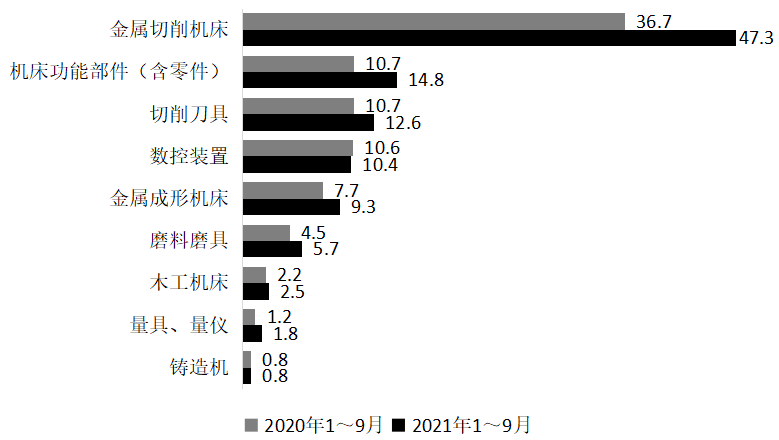 金属切削机床
36.7
47.3
机床功能部件（含零件）
10.7
14.8
切削刀具
10.7
12.6
数控装置
10.6
10.4
金属成形机床
7.7
9.3
磨料磨具
4.5
5.7
木工机床
2.2
2.5
量具、量仪
1.2
1.8
铸造机
0.8
0.8
2020年1～9月 2021年1～9月